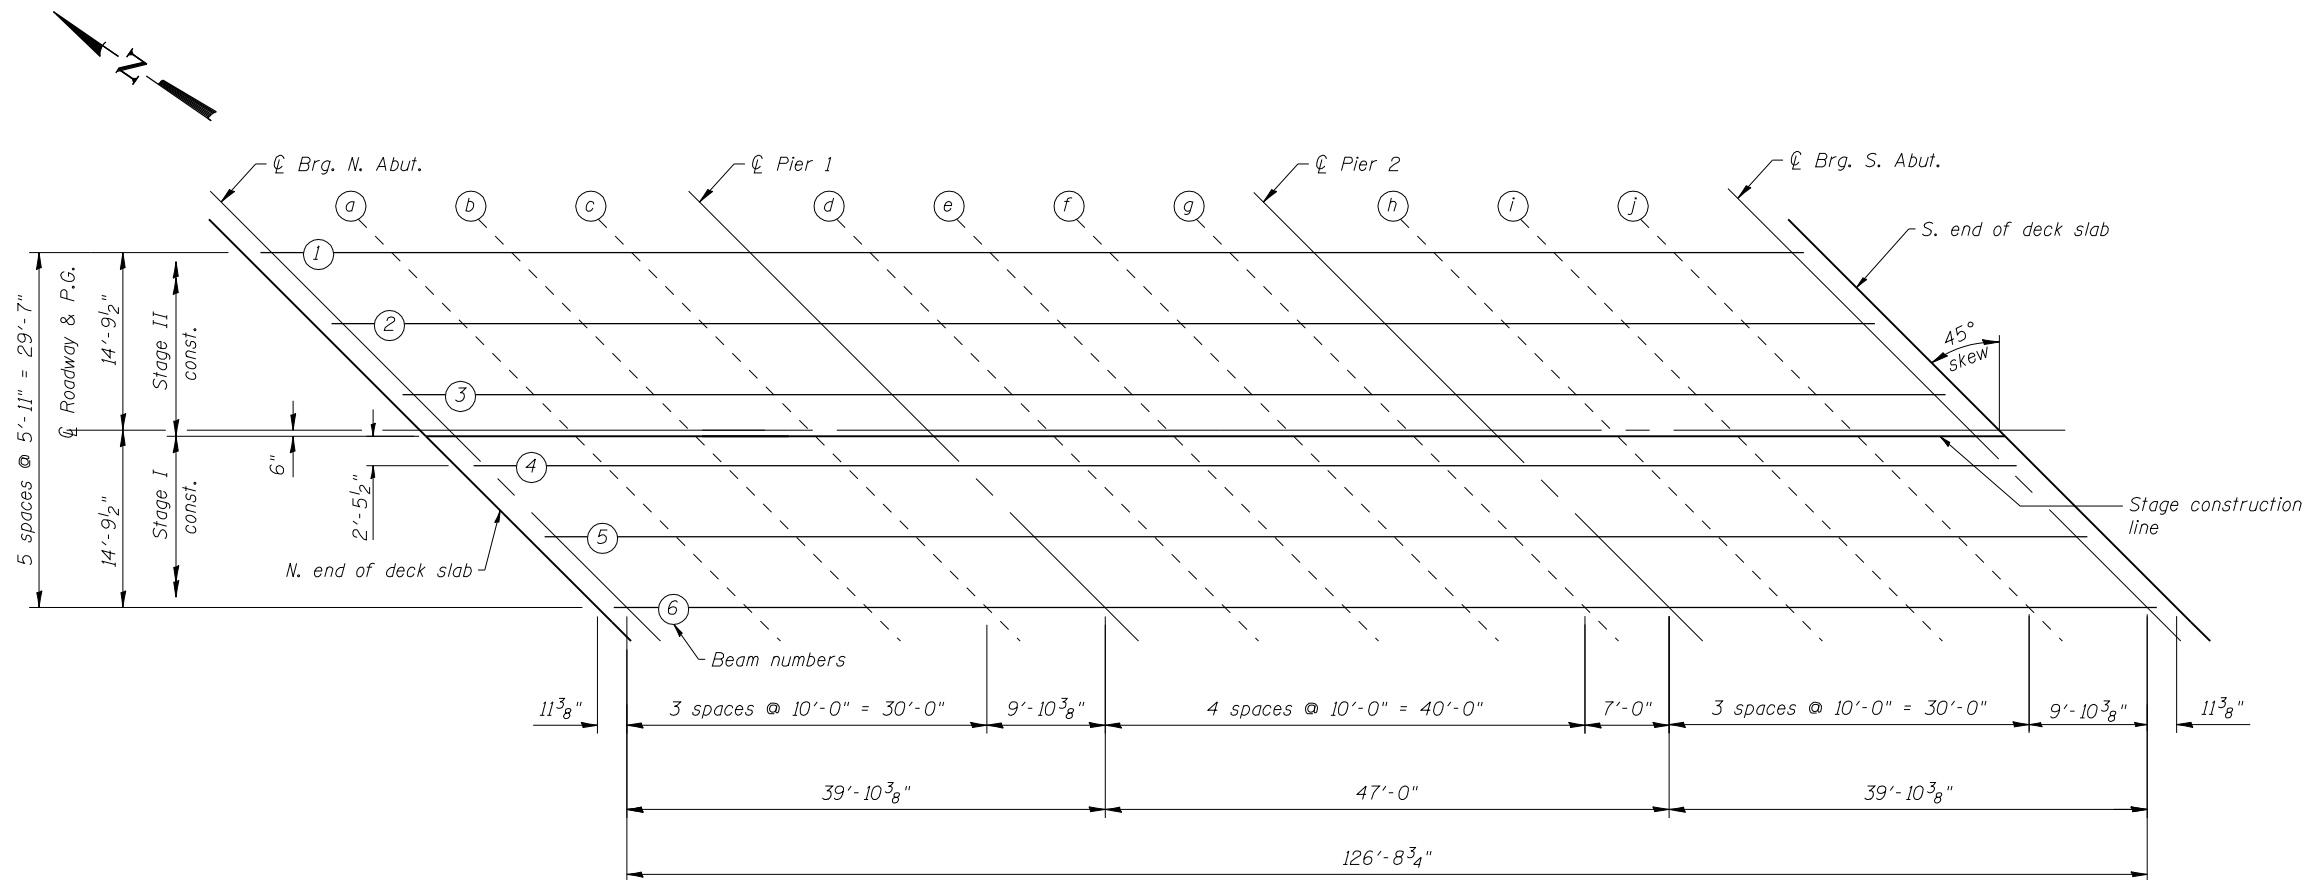 N
℄ Brg. N. Abut.
℄ Pier 1
℄ Pier 2
℄ Brg. S. Abut.
a
b
c
d
e
f
g
h
i
j
S. end of deck slab
1
2
3
4
5
6
45°
skew
5 spaces @ 5'-11" = 29'-7"
℄ Roadway & P.G.
14'-9½"
14'-9½"
Stage II
const.
Stage I
const.
6"
2'-5½"
N. end of deck slab
Stage construction
line
Beam numbers
11⅜"
3 spaces @ 10'-0" = 30'-0"
9'-10⅜"
4 spaces @ 10'-0" = 40'-0"
7'-0"
3 spaces @ 10'-0" = 30'-0"
9'-10⅜"
11⅜"
39'-10⅜"
47'-0"
39'-10⅜"
126'-8¾"